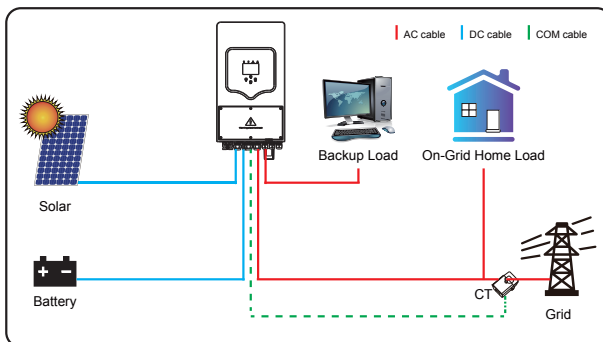 AC cable
DC cable
COM cable
Backup Load
On-Grid Home Load
Solar
Battery
CT
Grid